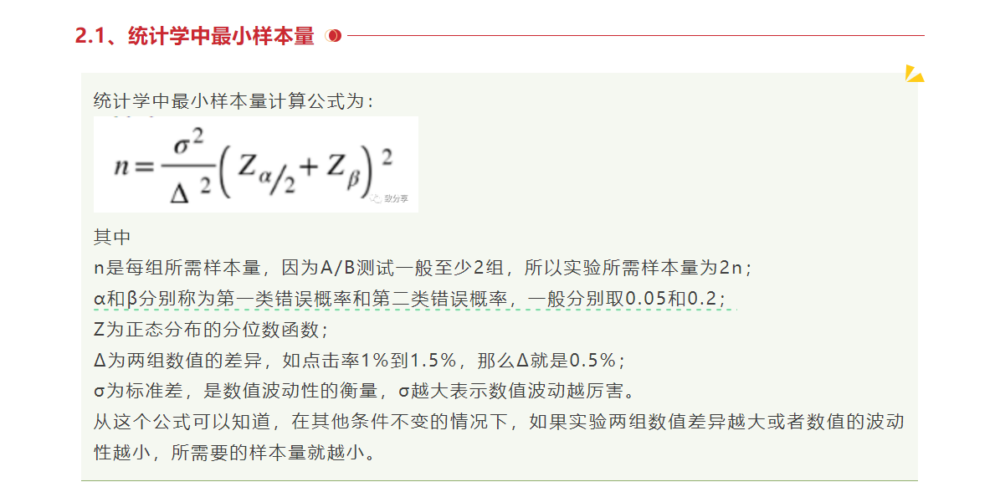 2.1、统计学中最小样本量
统计学中最小样本量计算公式为：
n = σ² / Δ² ( Z_{α/2} + Z_β )²
数分享
其中
n是每组所需样本量，因为A/B测试一般至少2组，所以实验所需样本量为2n；
α和β分别称为第一类错误概率和第二类错误概率，一般分别取0.05和0.2；
Z为正态分布的分位数函数；
Δ为两组数值的差异，如点击率1%到1.5%，那么Δ就是0.5%；
σ为标准差，是数值波动性的衡量，σ越大表示数值波动越厉害。
从这个公式可以知道，在其他条件不变的情况下，如果实验两组数值差异越大或者数值的波动
性越小，所需要的样本量就越小。